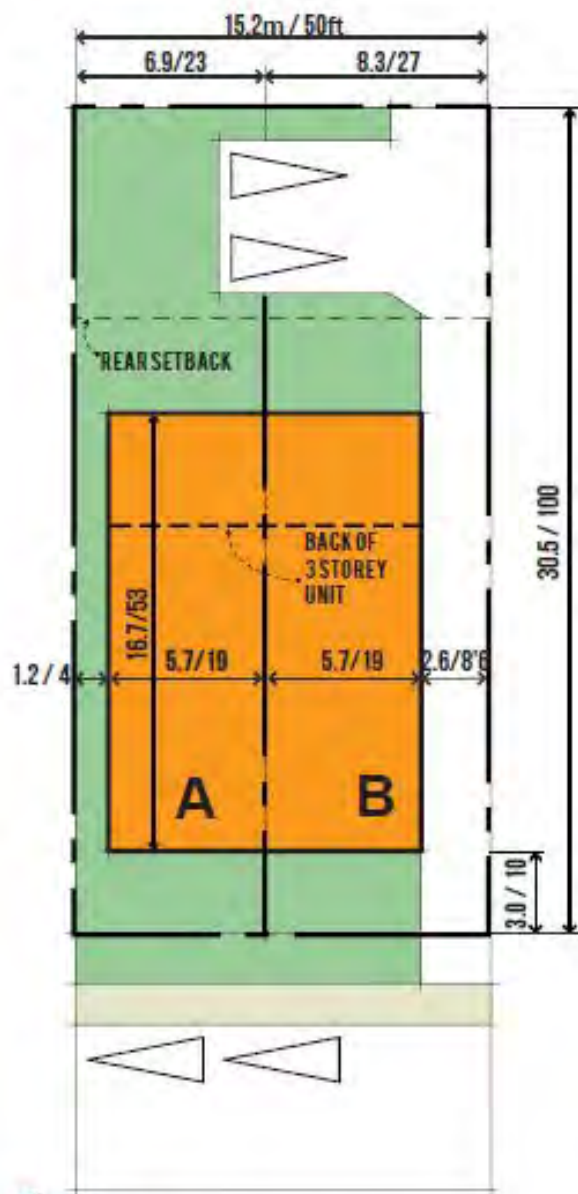 15.2m / 50ft
6.9/23
8.3/27
REAR SETBACK
30.5 / 100
BACK OF
3 STOREY
UNIT
16.7/53
1.2 / 4
5.7/19
5.7/19
2.6/8'6
A
B
3.0 / 10